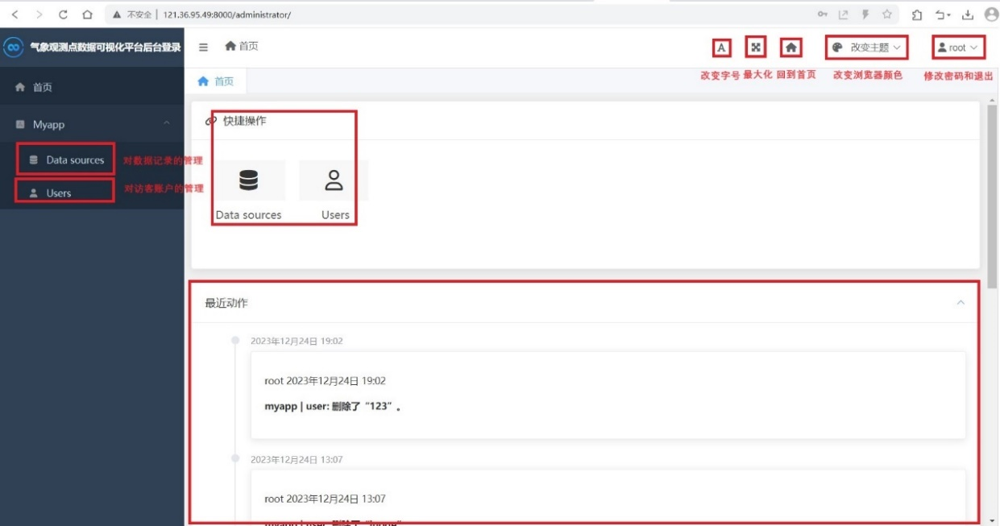 不安全 | 121.36.95.49:8000/administrator/
气象观测点数据可视化平台后台登录
首页
A
改变主题
root
改变字号 最大化 回到首页 改变浏览器颜色 修改密码和退出
首页
首页
快捷操作
Myapp
Data sources 对数据记录的管理
Users 对访客账户的管理
Data sources Users
最近动作
2023年12月24日 19:02
root 2023年12月24日 19:02
myapp | user: 删除了“123”。
2023年12月24日 13:07
root 2023年12月24日 13:07
myapp | user: 删除了